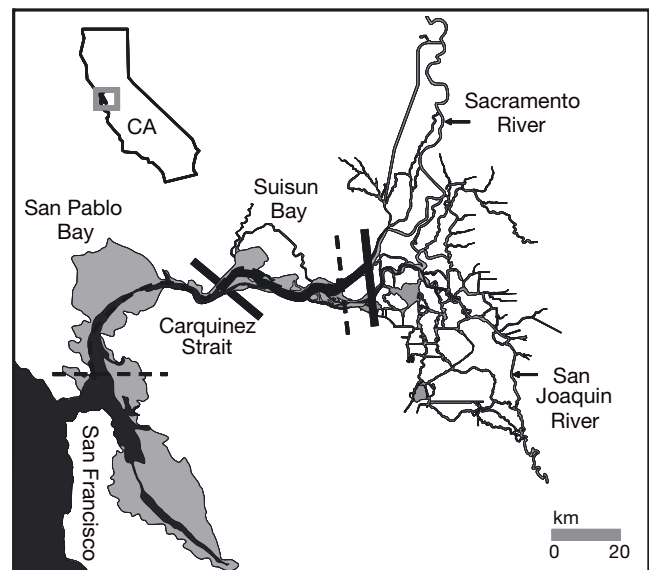 CA
Sacramento
River
Suisun
Bay
San Pablo
Bay
Carquinez
Strait
San
Joaquin
River
San Francisco
km
0 20